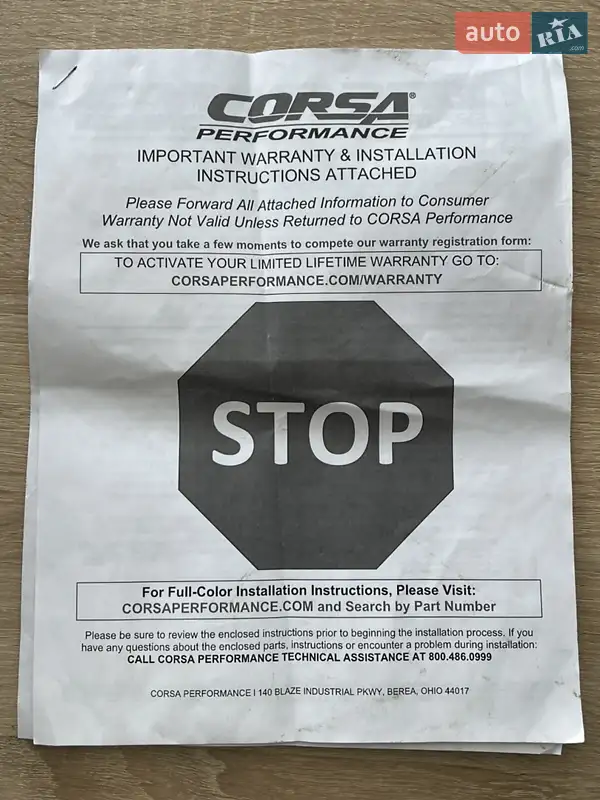 auto RIA.com
CORSA®
PERFORMANCE
IMPORTANT WARRANTY & INSTALLATION
INSTRUCTIONS ATTACHED
Please Forward All Attached Information to Consumer
Warranty Not Valid Unless Returned to CORSA Performance
We ask that you take a few moments to compete our warranty registration form:
TO ACTIVATE YOUR LIMITED LIFETIME WARRANTY GO TO:
CORSAPERFORMANCE.COM/WARRANTY
STOP
For Full-Color Installation Instructions, Please Visit:
CORSAPERFORMANCE.COM and Search by Part Number
Please be sure to review the enclosed instructions prior to beginning the installation process. If you
have any questions about the enclosed parts, instructions or encounter a problem during installation:
CALL CORSA PERFORMANCE TECHNICAL ASSISTANCE AT 800.486.0999
CORSA PERFORMANCE I 140 BLAZE INDUSTRIAL PKWY, BEREA, OHIO 44017